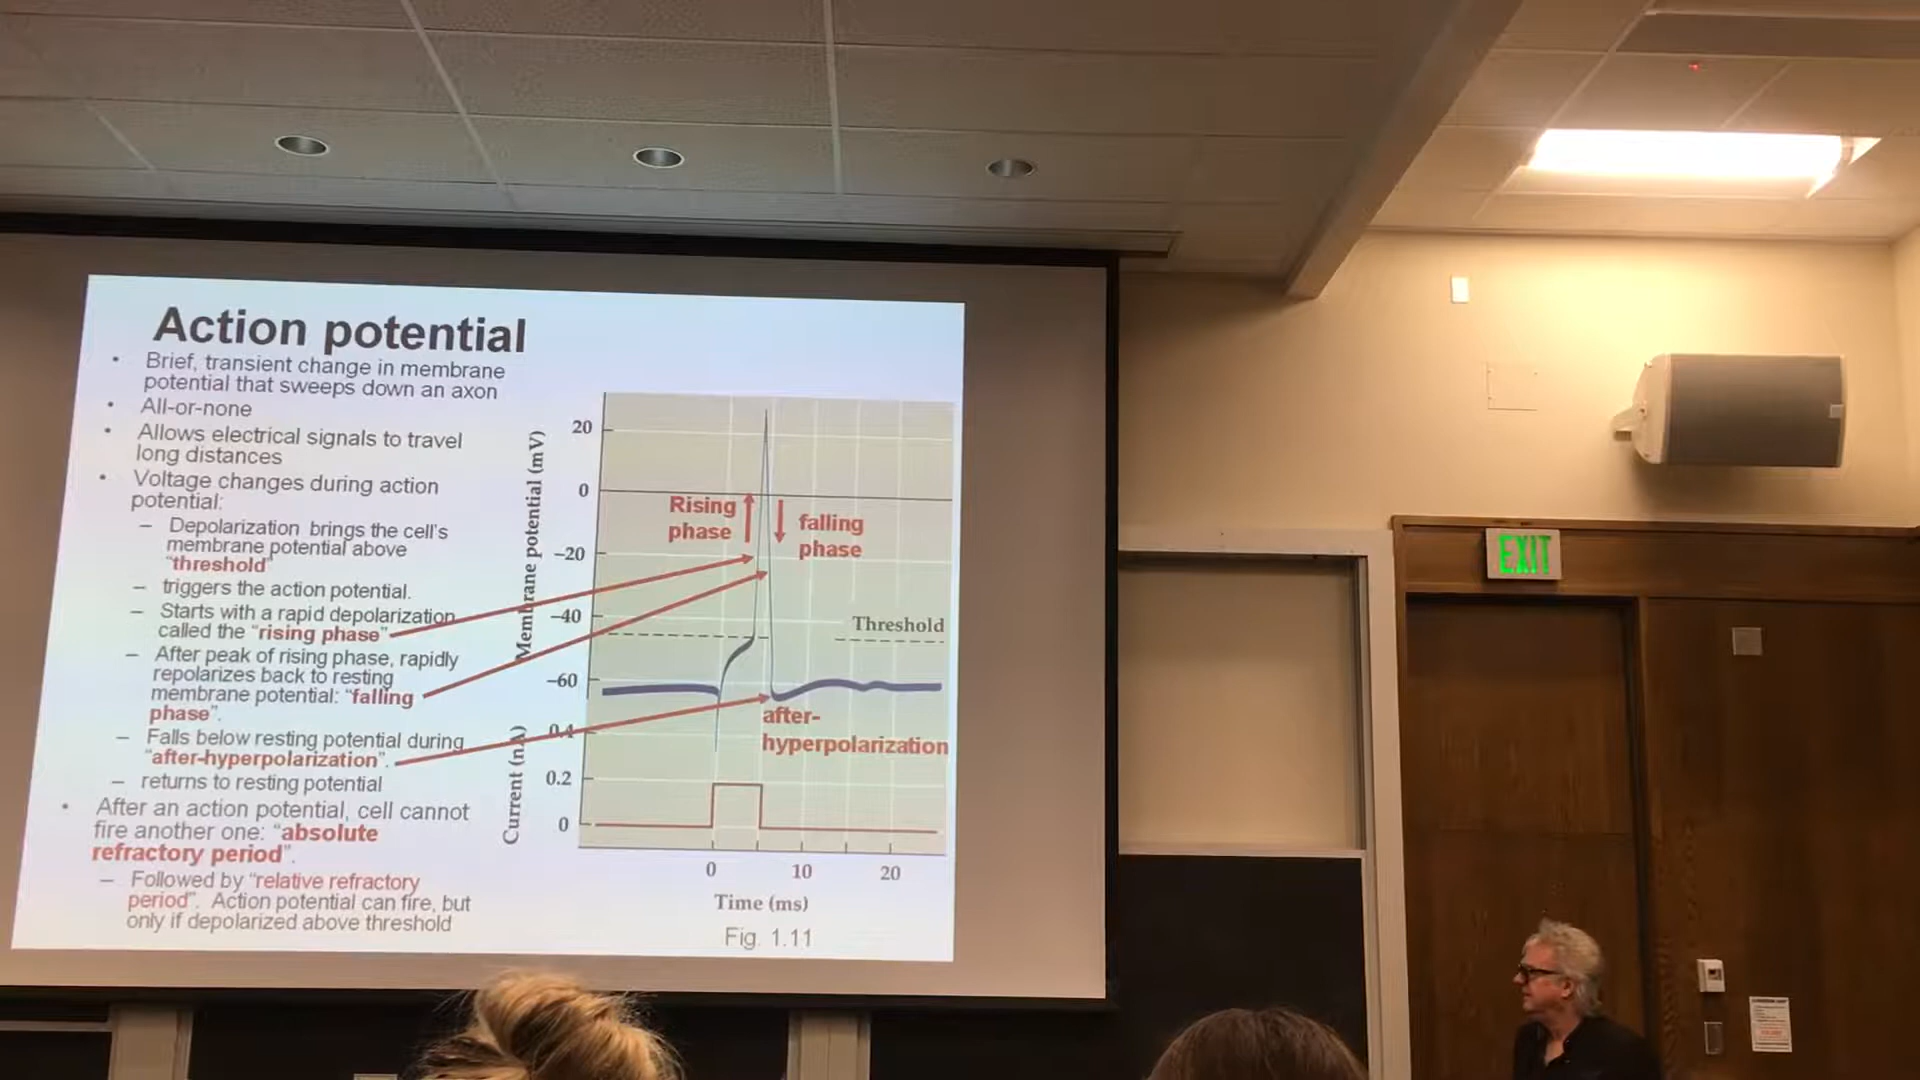 Action potential
• Brief, transient change in membrane
potential that sweeps down an axon
• All-or-none
• Allows electrical signals to travel
long distances
• Voltage changes during action
potential:
– Depolarization brings the cell's
membrane potential above
"threshold"
– triggers the action potential.
– Starts with a rapid depolarization
called the "rising phase"
– After peak of rising phase, rapidly
repolarizes back to resting
membrane potential: "falling
phase".
– Falls below resting potential during
"after-hyperpolarization".
– returns to resting potential
• After an action potential, cell cannot
fire another one: "absolute
refractory period".
– Followed by "relative refractory
period". Action potential can fire, but
only if depolarized above threshold
Membrane potential (mV)
20
0
–20
–40
–60
Rising
phase
falling
phase
Threshold
after-
hyperpolarization
Current (nA)
0.4
0.2
0
0
10
20
Time (ms)
Fig. 1.11
EXIT